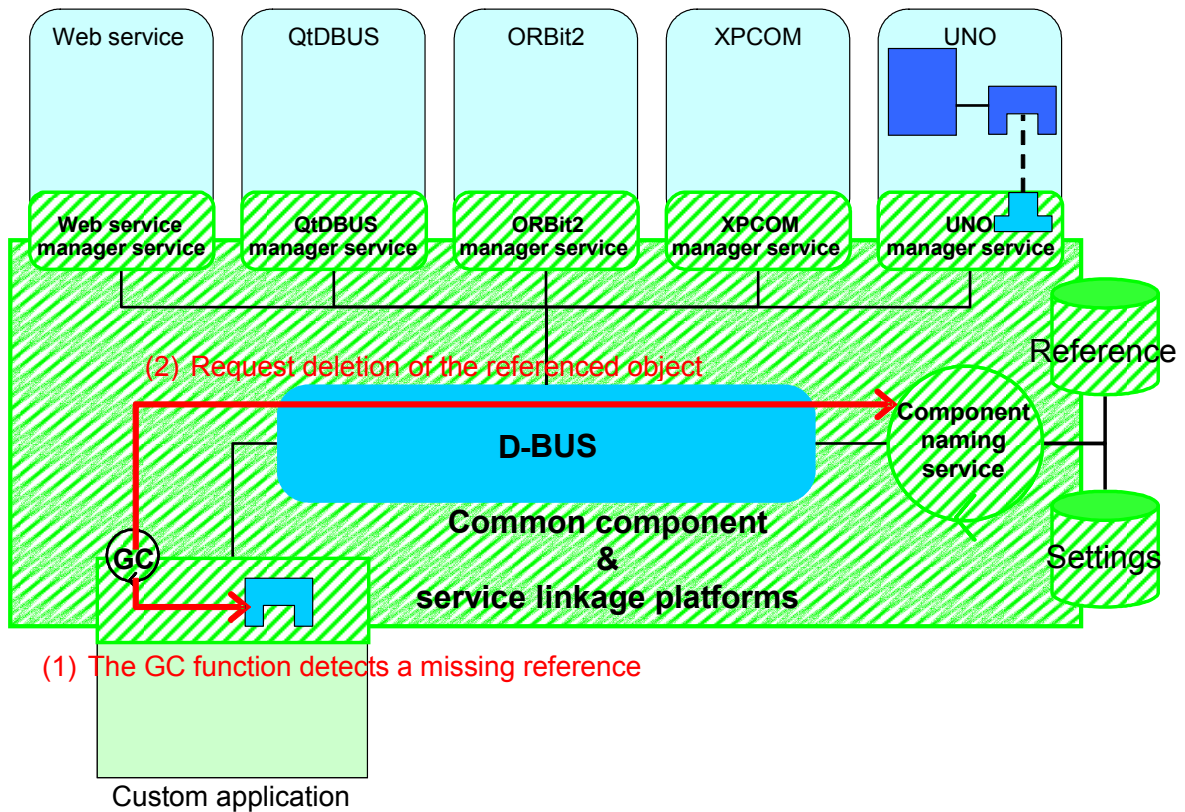 Web service
QtDBUS
ORBit2
XPCOM
UNO
Web service
manager service
QtDBUS
manager service
ORBit2
manager service
XPCOM
manager service
UNO
manager service
Reference
(2) Request deletion of the referenced object
Component
naming
service
D-BUS
Common component
&
service linkage platforms
Settings
GC
(1) The GC function detects a missing reference
Custom application